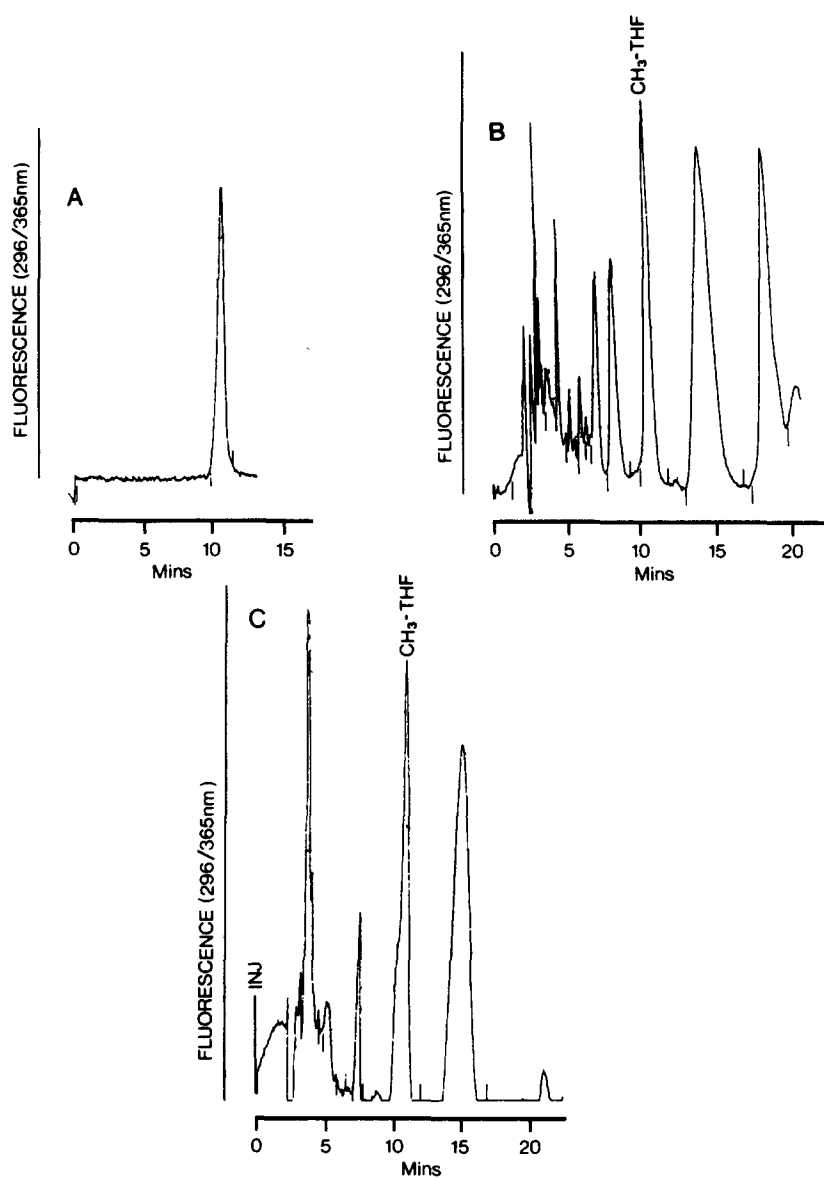 A
FLUORESCENCE (296/365nm)
0 5 10 15
Mins
B
CH₃-THF
FLUORESCENCE (296/365nm)
0 5 10 15 20
Mins
C
CH₃-THF
INJ
FLUORESCENCE (296/365nm)
0 5 10 15 20
Mins